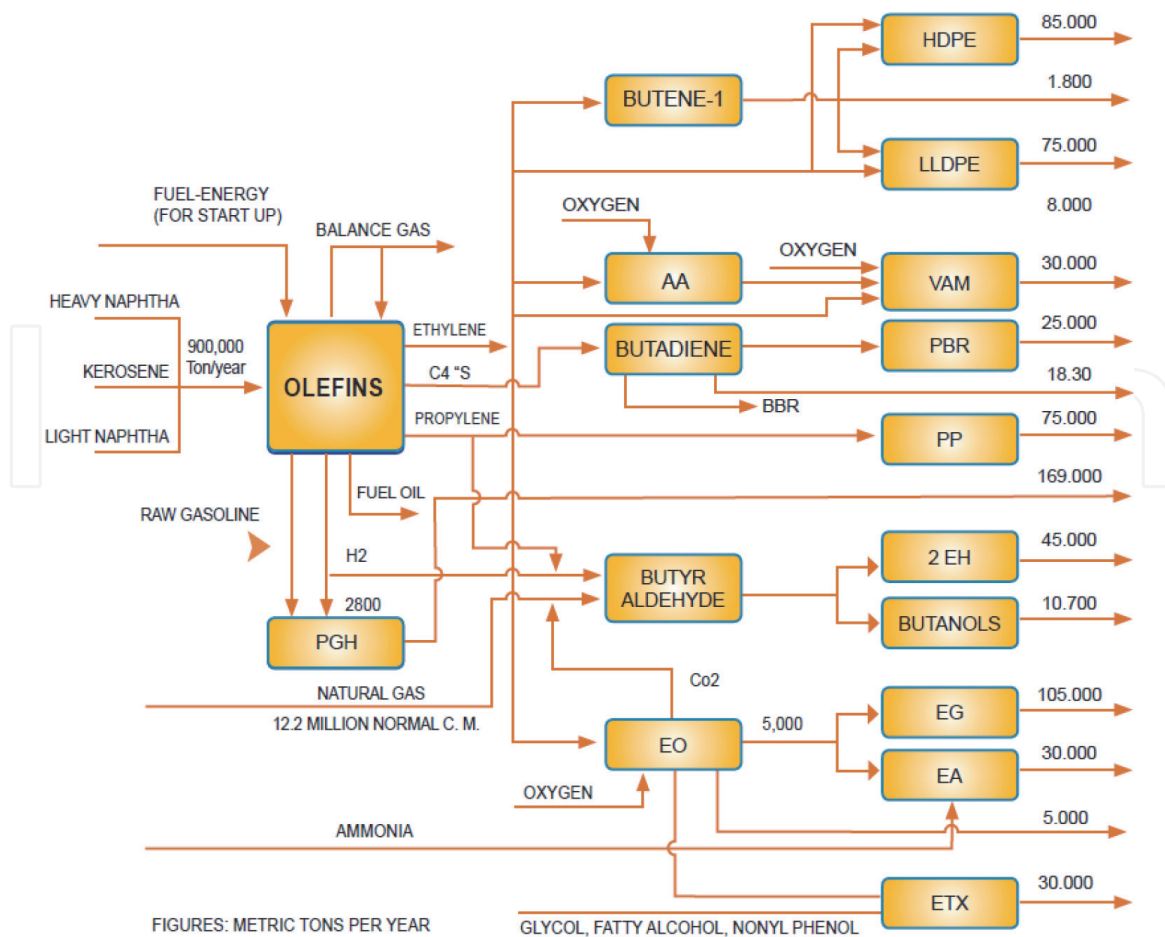 85.000
HDPE
1.800
BUTENE-1
75.000
LLDPE
FUEL-ENERGY
(FOR START UP)
8.000
OXYGEN
BALANCE GAS
OXYGEN
30.000
AA
VAM
HEAVY NAPHTHA
ETHYLENE
25.000
900,000
Ton/year
BUTADIENE
PBR
KEROSENE
OLEFINS
C4 “S
18.30
BBR
PROPYLENE
75.000
LIGHT NAPHTHA
PP
169.000
FUEL OIL
RAW GASOLINE
45.000
H2
2 EH
BUTYR
ALDEHYDE
2800
10.700
BUTANOLS
PGH
Co2
NATURAL GAS
105.000
12.2 MILLION NORMAL C. M.
5,000
EG
EO
30.000
EA
OXYGEN
5.000
AMMONIA
30.000
ETX
FIGURES: METRIC TONS PER YEAR
GLYCOL, FATTY ALCOHOL, NONYL PHENOL